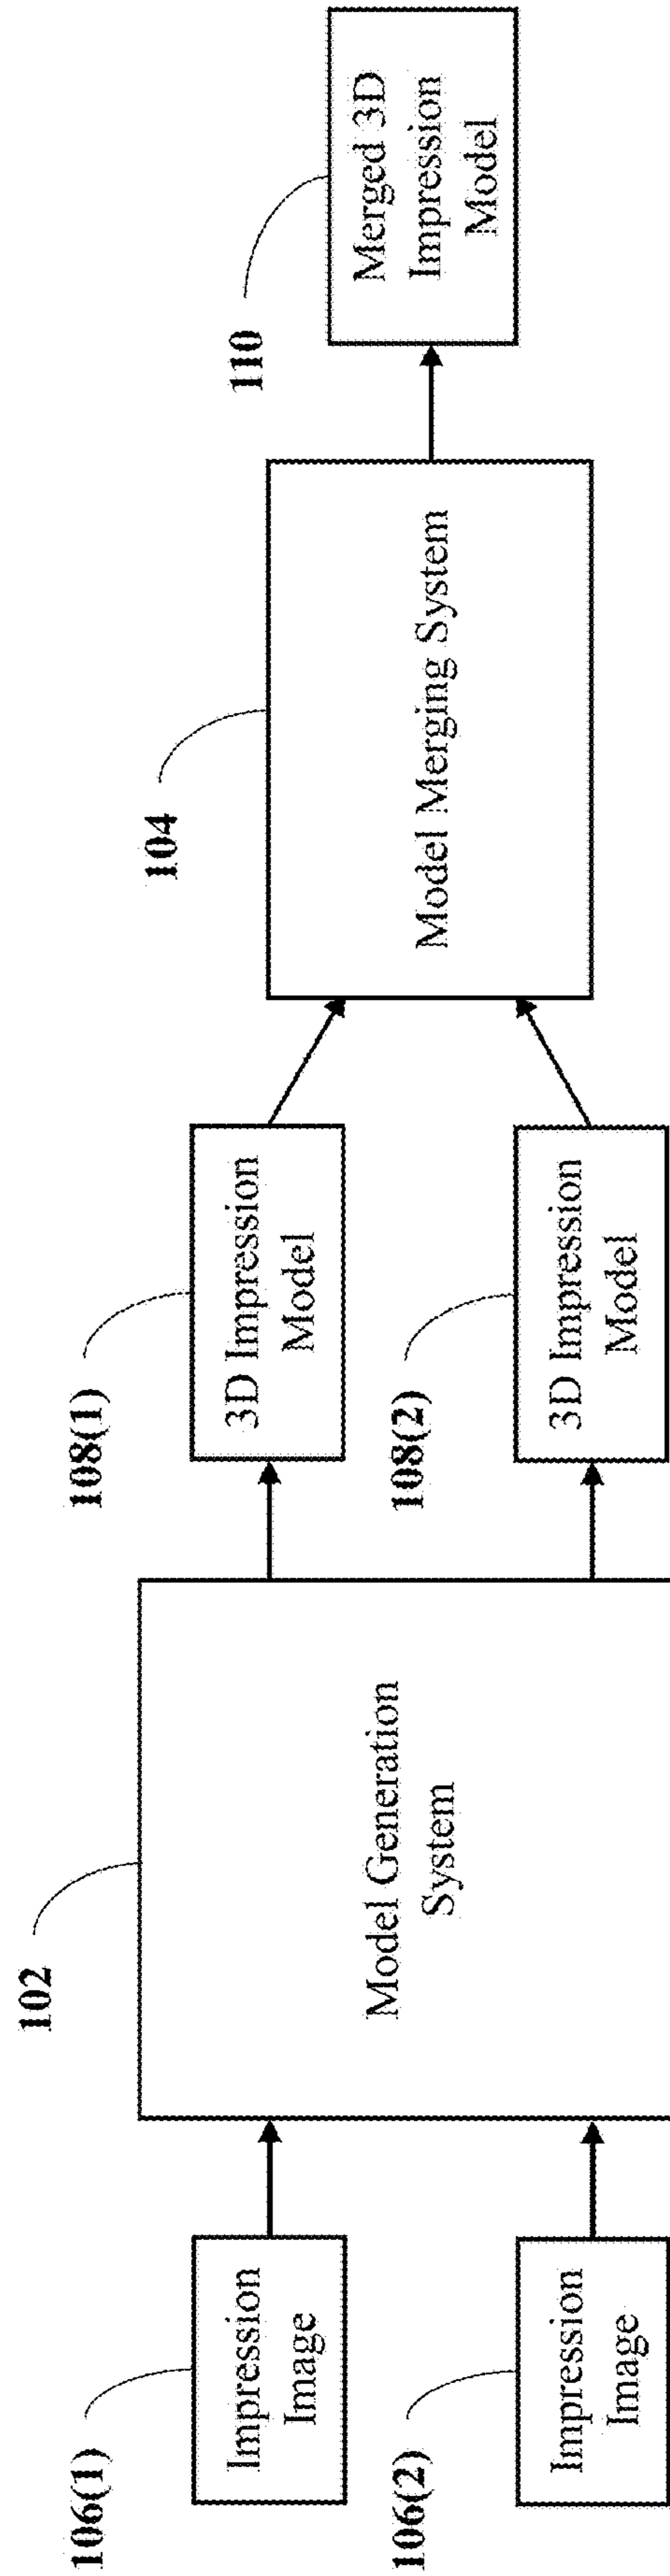 106(1)
Impression
Image
106(2)
Impression
Image
102
Model Generation
System
108(1)
3D Impression
Model
108(2)
3D Impression
Model
104
Model Merging System
110
Merged 3D
Impression
Model